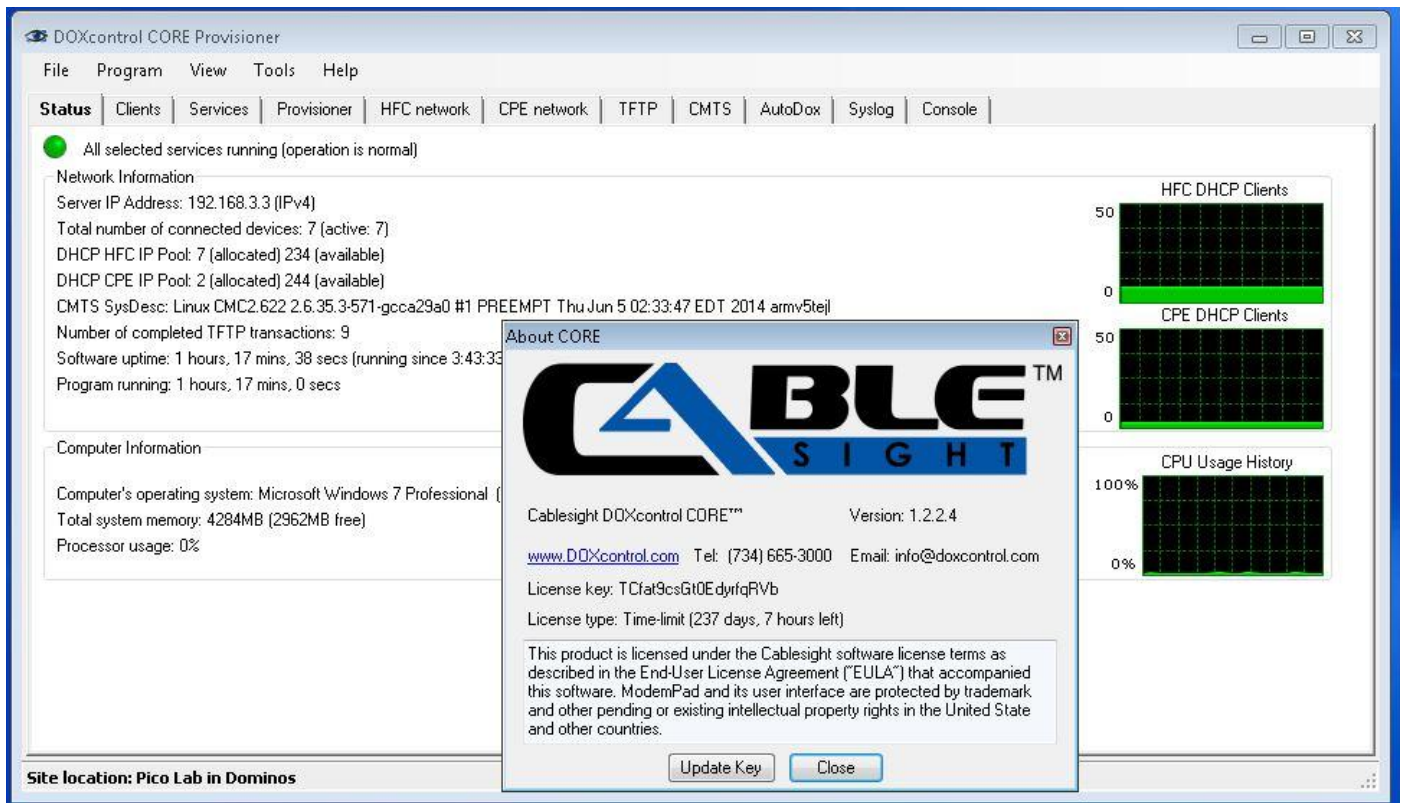 DOXcontrol CORE Provisioner
File Program View Tools Help
Status Clients Services Provisioner HFC network CPE network TFTP CMTS AutoDox Syslog Console
All selected services running (operation is normal)
Network Information
Server IP Address: 192.168.3.3 (IPv4)
Total number of connected devices: 7 (active: 7)
DHCP HFC IP Pool: 7 (allocated) 234 (available)
DHCP CPE IP Pool: 2 (allocated) 244 (available)
CMTS SysDesc: Linux CMC2.622 2.6.35.3-571-gcca29a0 #1 PREEMPT Thu Jun 5 02:33:47 EDT 2014 armv5tejl
Number of completed TFTP transactions: 9
Software uptime: 1 hours, 17 mins, 38 secs (running since 3:43:33
Program running: 1 hours, 17 mins, 0 secs
HFC DHCP Clients
50
0
CPE DHCP Clients
50
0
Computer Information
Computer's operating system: Microsoft Windows 7 Professional (
Total system memory: 4284MB (2962MB free)
Processor usage: 0%
CPU Usage History
100%
0%
About CORE
CABLE TM
SIGHT
Cablesight DOXcontrol CORE™ Version: 1.2.2.4
www.DOXcontrol.com Tel: (734) 665-3000 Email: info@doxcontrol.com
License key: TCfat9csGt0EdyrfqRVb
License type: Time-limit (237 days, 7 hours left)
This product is licensed under the Cablesight software license terms as
described in the End-User License Agreement ("EULA") that accompanied
this software. ModemPad and its user interface are protected by trademark
and other pending or existing intellectual property rights in the United State
and other countries.
Update Key Close
Site location: Pico Lab in Dominos